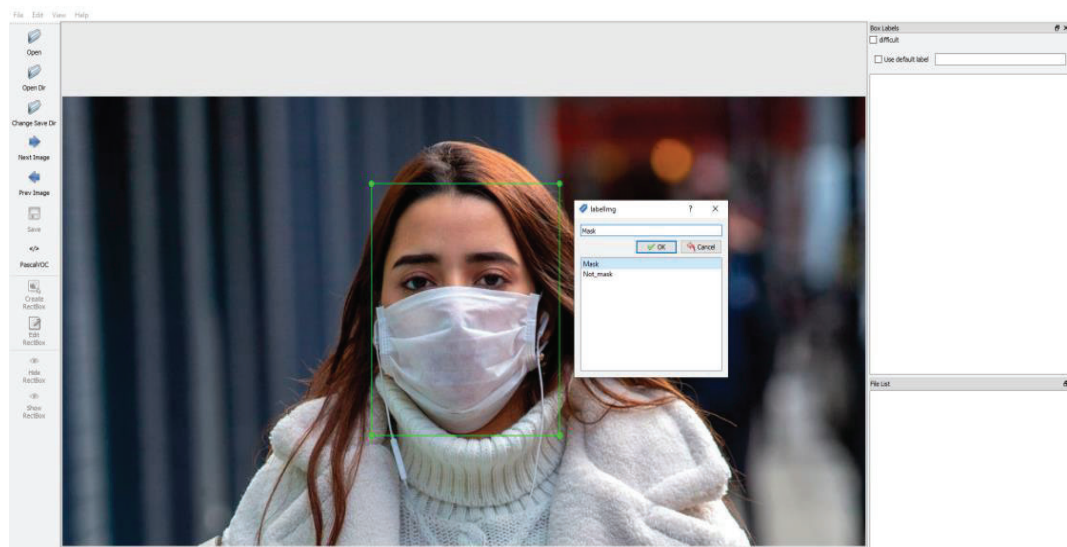 File Edit View Help
Open
Open Dir
Change Save Dir
Next Image
Prev Image
Save
</>
PascalVOC
Create
RectBox
Edit
RectBox
Hide
RectBox
Show
RectBox
labelImg ? X
Mask
OK Cancel
Mask
Not_mask
Box Labels
difficult
Use default label
File List